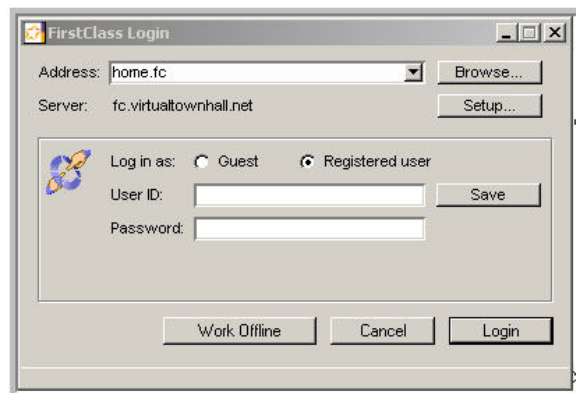 FirstClass Login
Address: home.fc Browse...
Server: fc.virtualtownhall.net Setup...
Log in as: Guest Registered user
User ID: Save
Password:
Work Offline Cancel Login